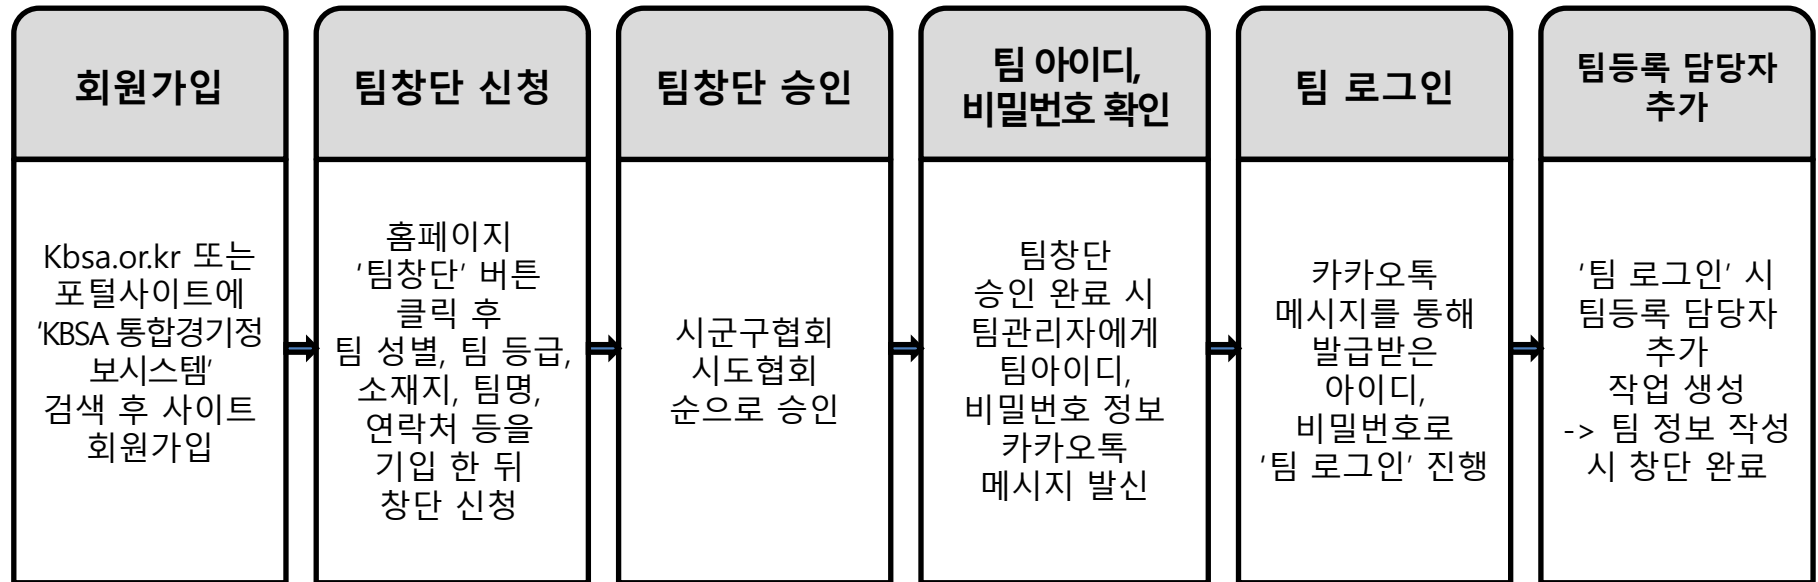 회원가입
Kbsa.or.kr 또는
포털사이트에
'KBSA 통합경기정
보시스템'
검색 후 사이트
회원가입
팀창단 신청
홈페이지
'팀창단' 버튼
클릭 후
팀 성별, 팀 등급,
소재지, 팀명,
연락처 등을
기입 한 뒤
창단 신청
팀창단 승인
시군구협회
시도협회
순으로 승인
팀 아이디,
비밀번호 확인
팀창단
승인 완료 시
팀관리자에게
팀아이디,
비밀번호 정보
카카오톡
메시지 발신
팀 로그인
카카오톡
메시지를 통해
발급받은
아이디,
비밀번호로
'팀 로그인' 진행
팀등록 담당자
추가
'팀 로그인' 시
팀등록 담당자
추가
작업 생성
-> 팀 정보 작성
시 창단 완료